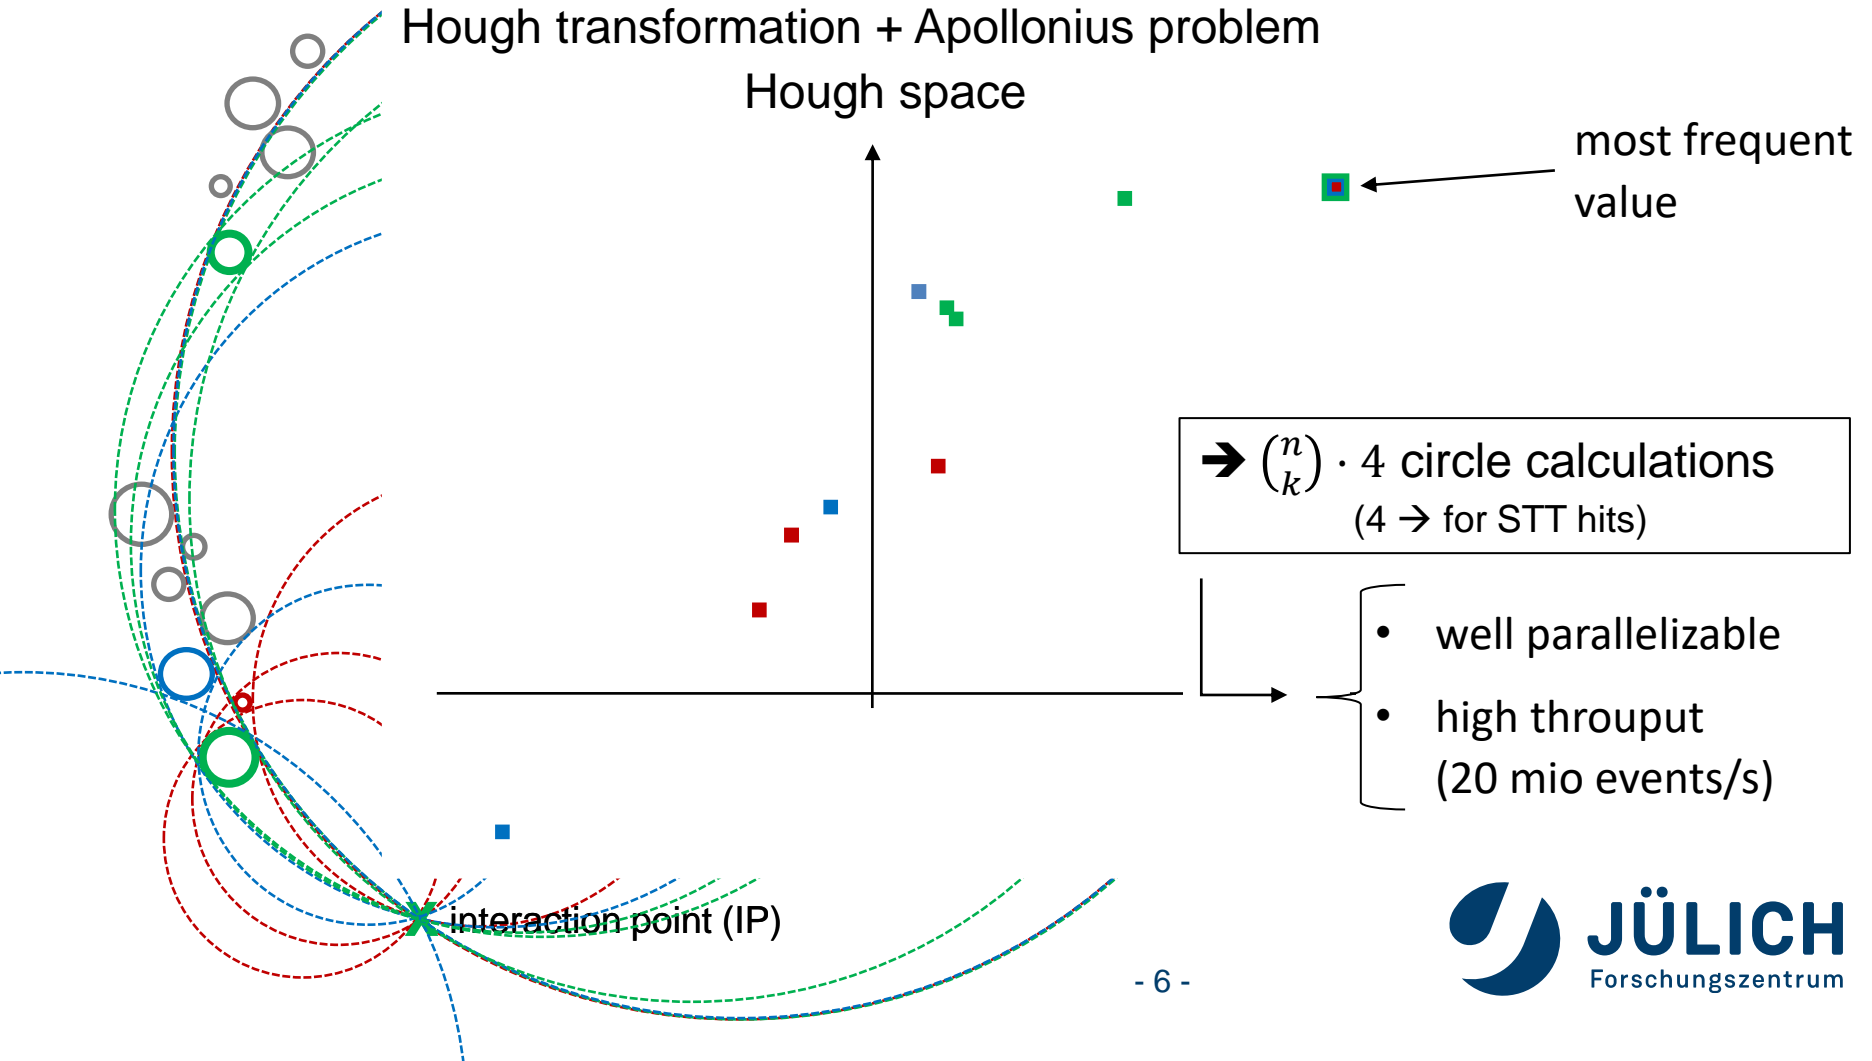 Hough transformation + Apollonius problem
Hough space
most frequent
value
➔ (n k) · 4 circle calculations
(4 → for STT hits)
• well parallelizable
• high throuput
(20 mio events/s)
X interaction point (IP)
- 6 -
JÜLICH
Forschungszentrum